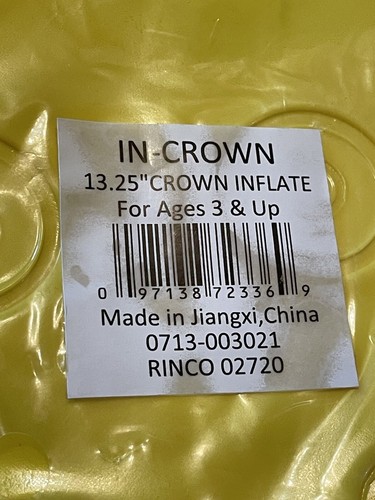 IN-CROWN
13.25"CROWN INFLATE
For Ages 3 & Up
0 97138 72336 9
Made in Jiangxi,China
0713-003021
RINCO 02720